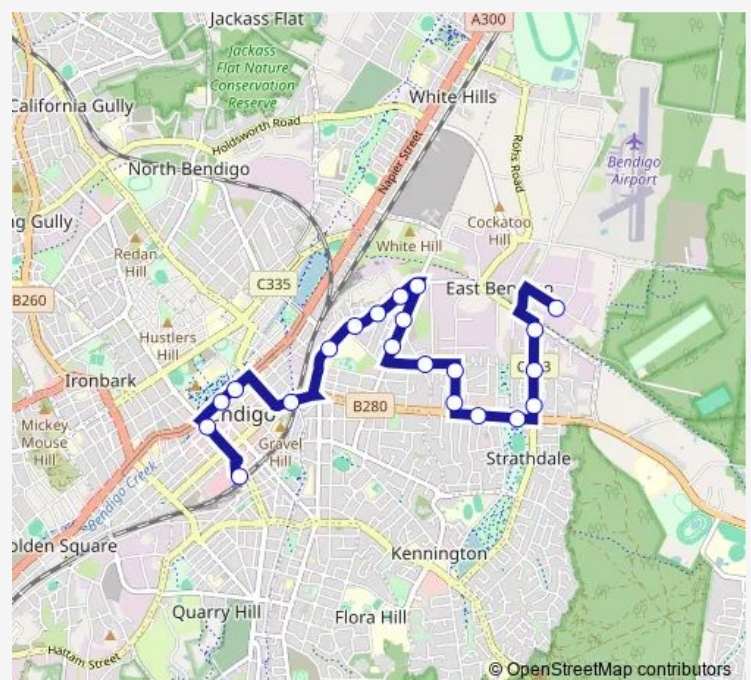 Jackass Flat
A300
Jackass
Flat Nature
Conservation
Reserve
California Gully
White Hills
Holdsworth Road
Napier Street
Rohs Road
Bendigo
Airport
North Bendigo
ng Gully
Cockatoo
Hill
White Hill
Redan
Hill
C335
East Ben
B260
Hustlers
Hill
Ironbark
B280
ndigo
Mickey
Mouse
Hill
Gravel
Hill
Strathdale
Bendigo Creek
olden Square
Kennington
Quarry Hill
Flora Hill
Hattam Street
© OpenStreetMap contributors